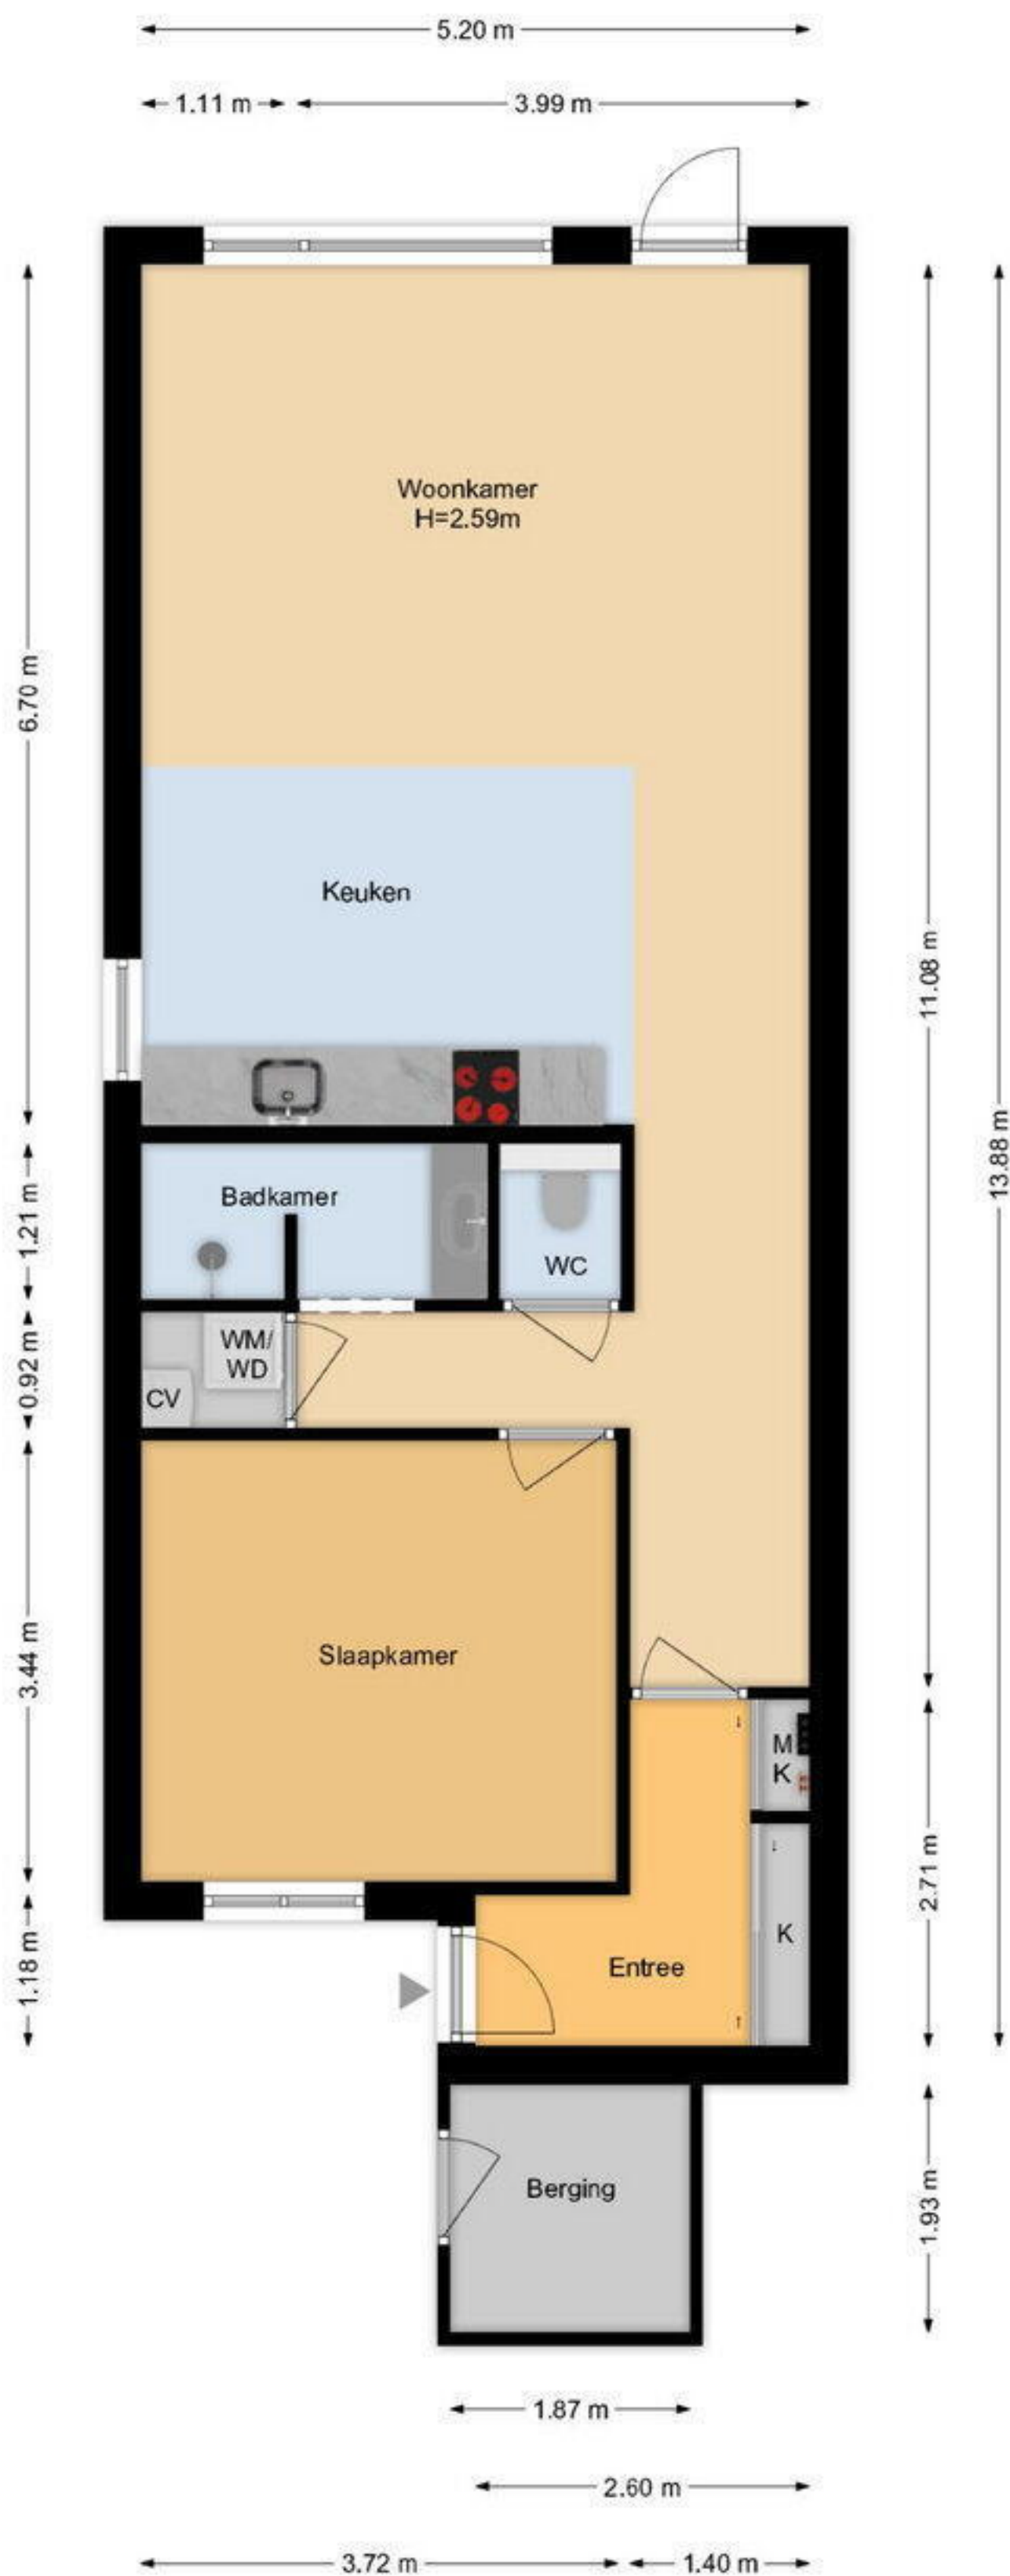 5.20 m
1.11 m
3.99 m
Woonkamer
H=2.59m
6.70 m
Keuken
11.08 m
13.88 m
1.21 m
Badkamer
WC
0.92 m
WM/
WD
CV
3.44 m
Slaapkamer
M
K
2.71 m
K
1.18 m
Entree
1.93 m
Berging
1.87 m
2.60 m
3.72 m
1.40 m